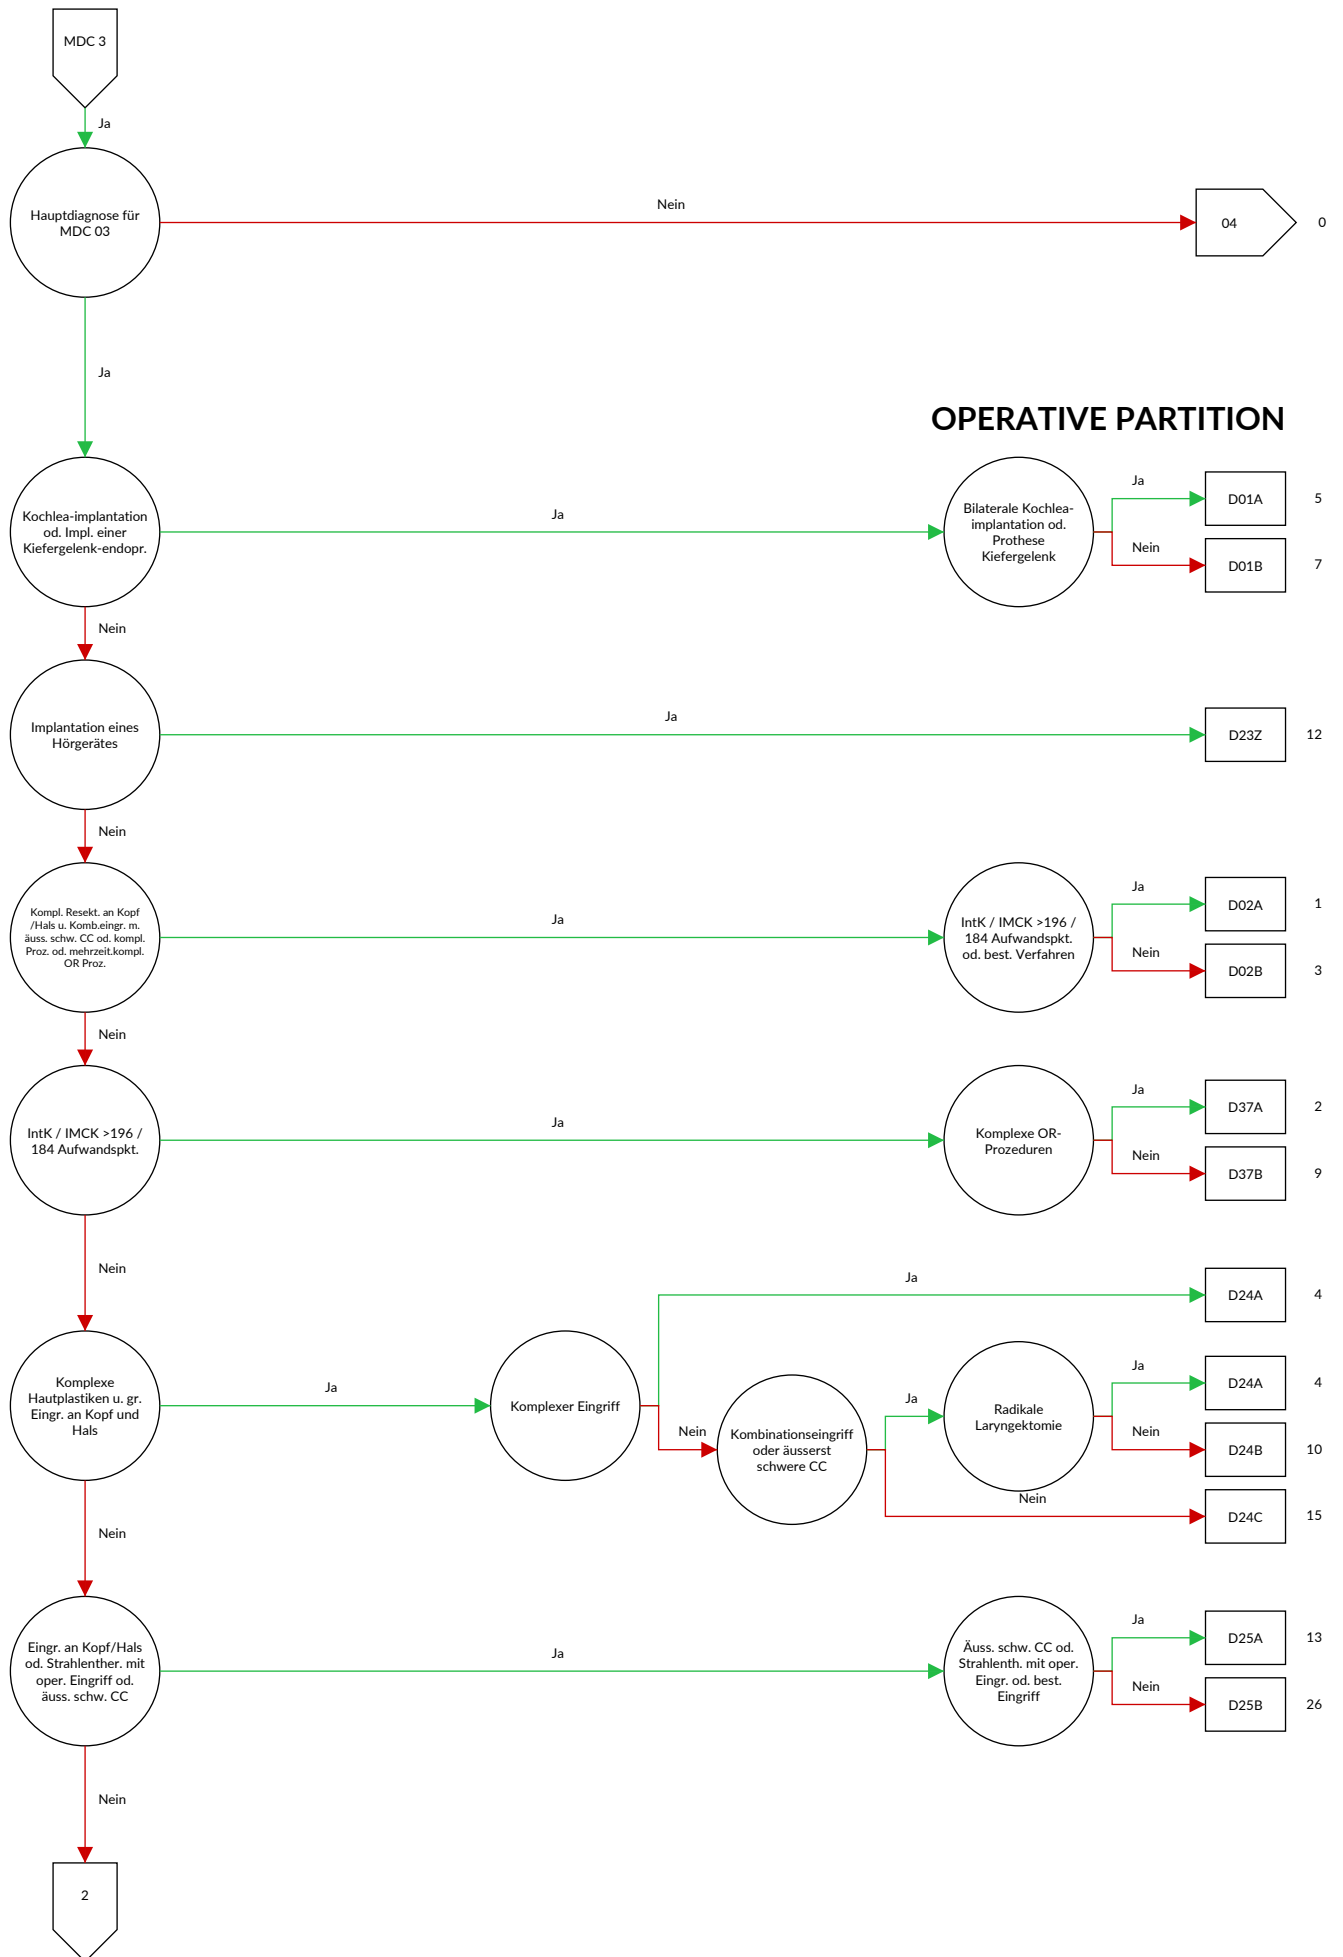 MDC 3
Ja
Hauptdiagnose für
MDC 03
Nein
04
0
Ja
OPERATIVE PARTITION
Kochlea-implantation
od. Impl. einer
Kiefergelenk-endopr.
Ja
Bilaterale Kochlea-
implantation od.
Prothese
Kiefergelenk
Ja
D01A
5
Nein
D01B
7
Nein
Implantation eines
Hörgerätes
Ja
D23Z
12
Nein
Kompl. Resekt. an Kopf
/Hals u. Komb.eingr. m.
äuss. schw. CC od. kompl.
Proz. od. mehrzeit.kompl.
OR Proz.
Ja
IntK / IMCK >196 /
184 Aufwandspkt.
od. best. Verfahren
Ja
D02A
1
Nein
D02B
3
Nein
IntK / IMCK >196 /
184 Aufwandspkt.
Ja
Komplexe OR-
Prozeduren
Ja
D37A
2
Nein
D37B
9
Nein
Komplexe
Hautplastiken u. gr.
Eingr. an Kopf und
Hals
Ja
Komplexer Eingriff
Ja
D24A
4
Nein
Kombinationseingriff
oder äusserst
schwere CC
Ja
Radikale
Laryngektomie
Ja
D24A
4
Nein
D24B
10
Nein
D24C
15
Nein
Eingr. an Kopf/Hals
od. Strahlenther. mit
oper. Eingriff od.
äuss. schw. CC
Ja
Äuss. schw. CC od.
Strahlenth. mit oper.
Eingr. od. best.
Eingriff
Ja
D25A
13
Nein
D25B
26
Nein
2